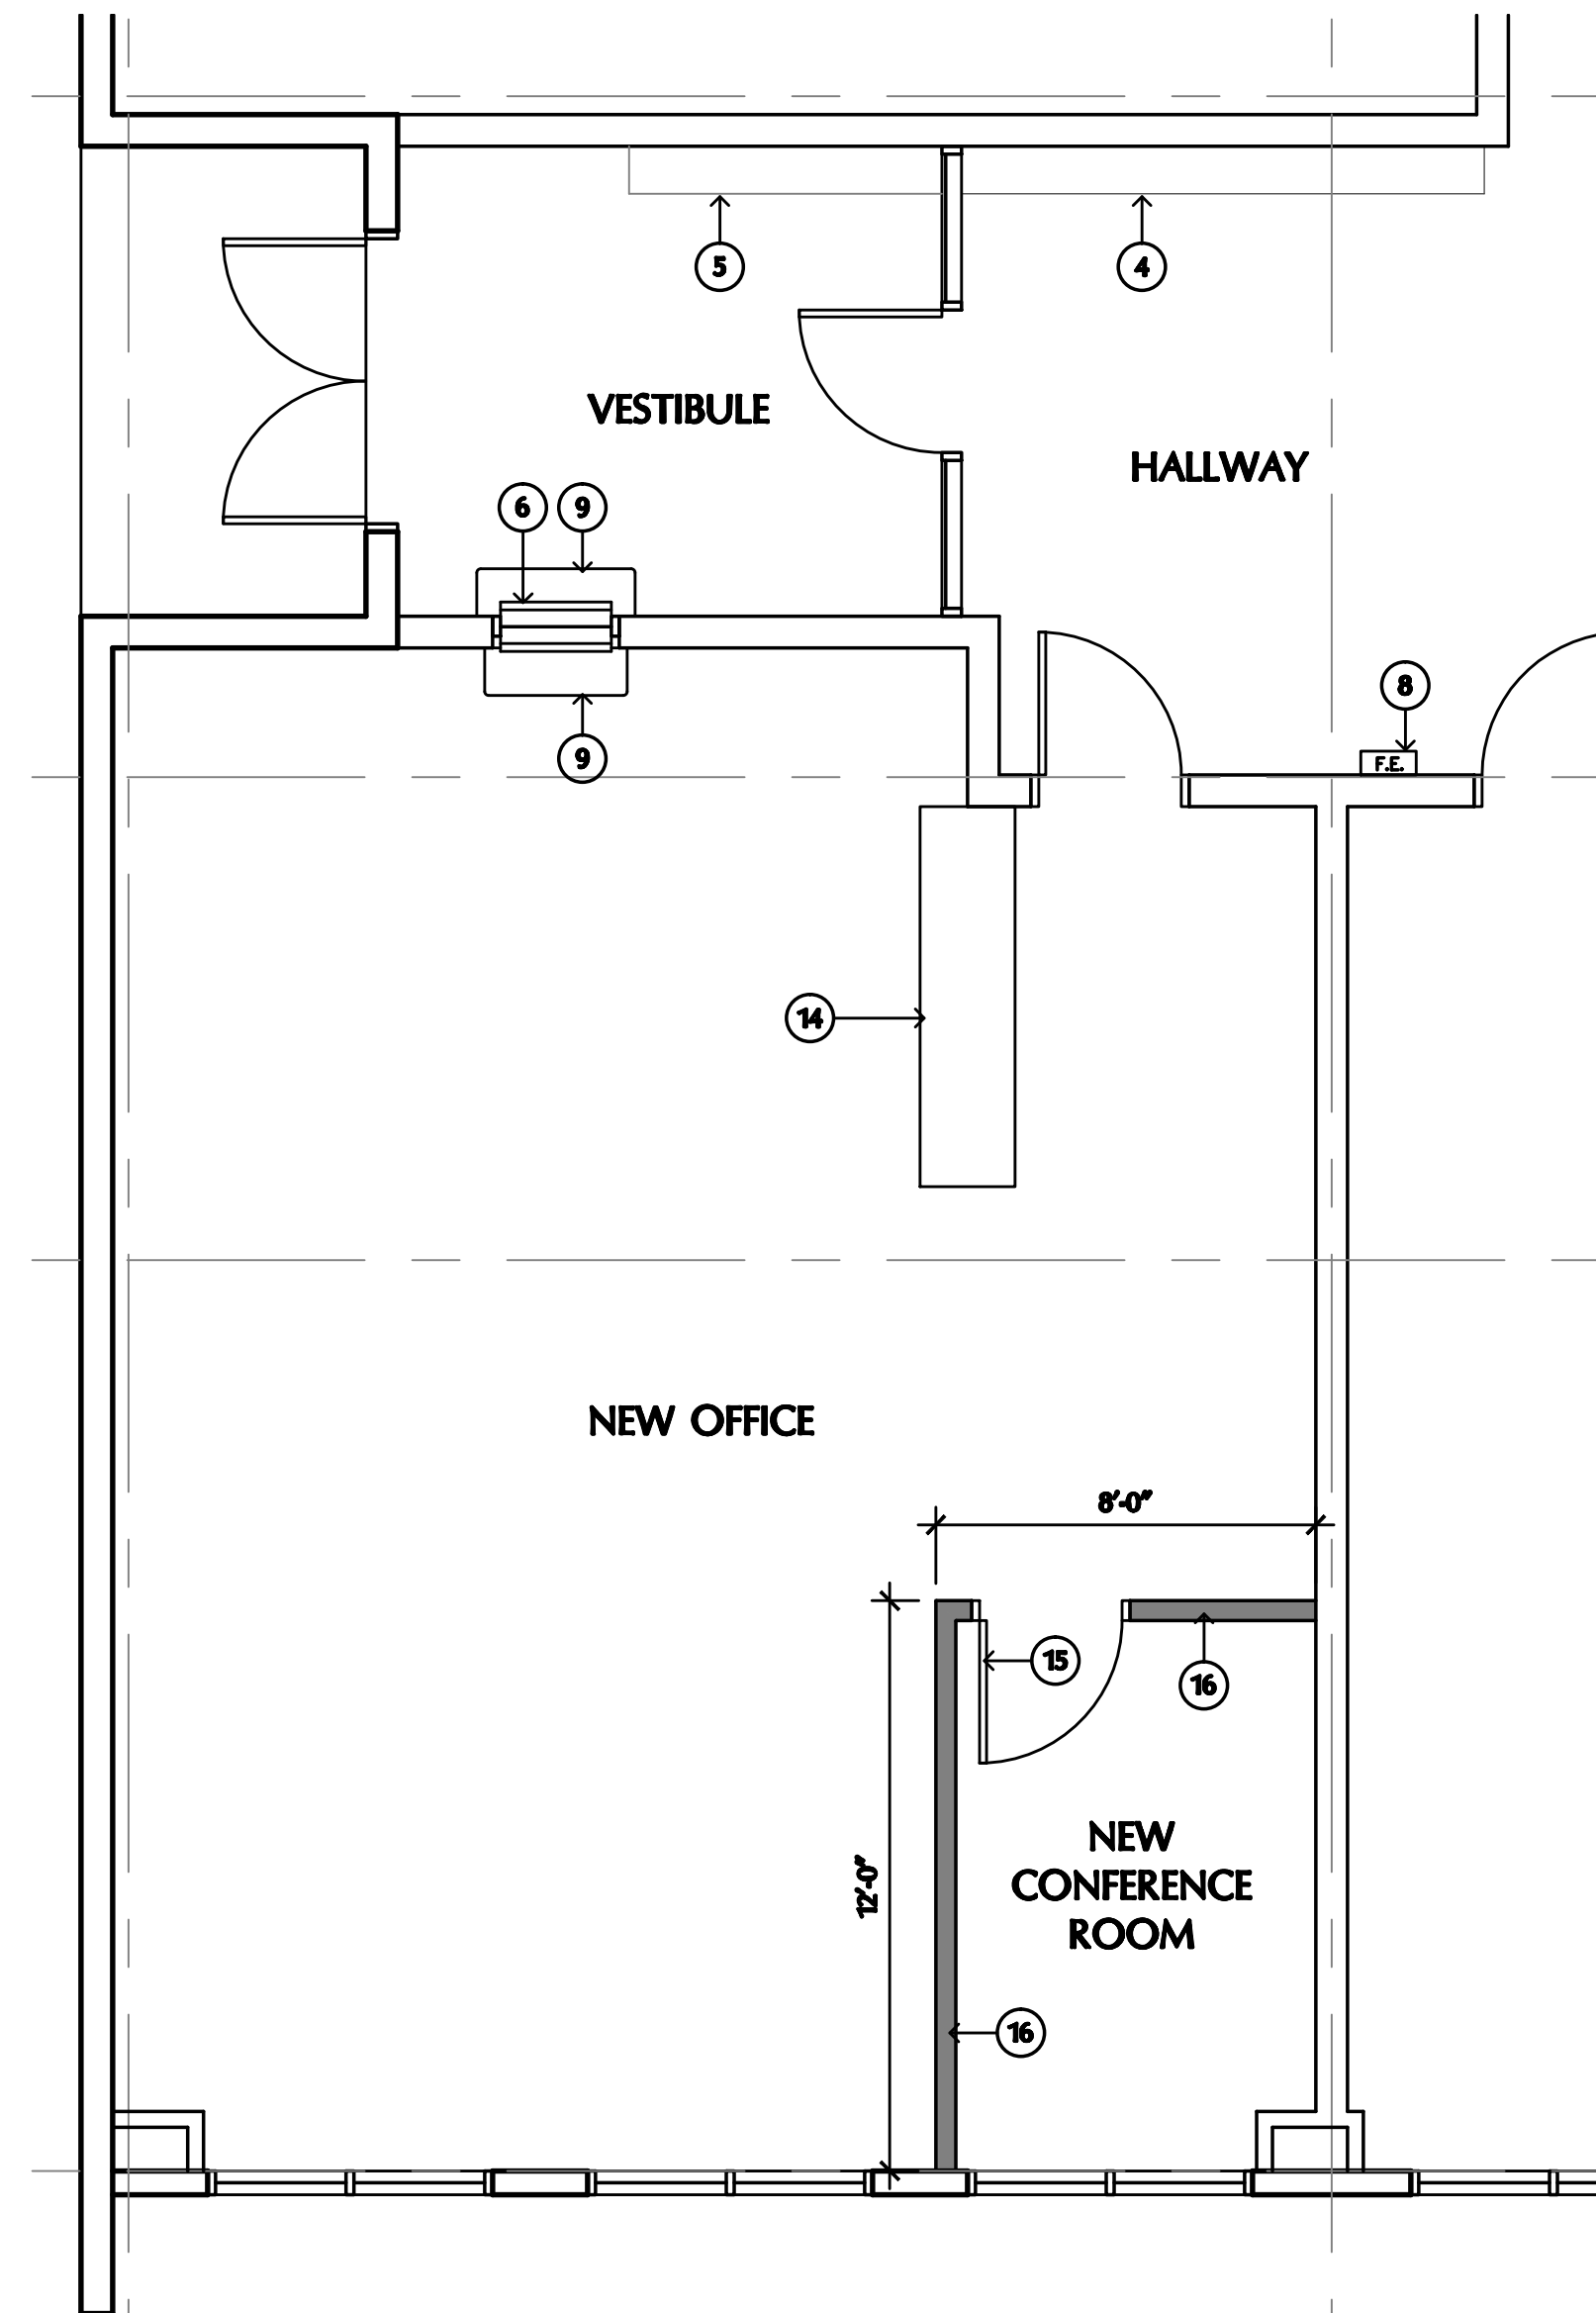 5
4
VESTIBULE
HALLWAY
6
9
8
F.E.
9
14
NEW OFFICE
8'-0"
15
16
NEW
CONFERENCE
ROOM
12'-0"
16